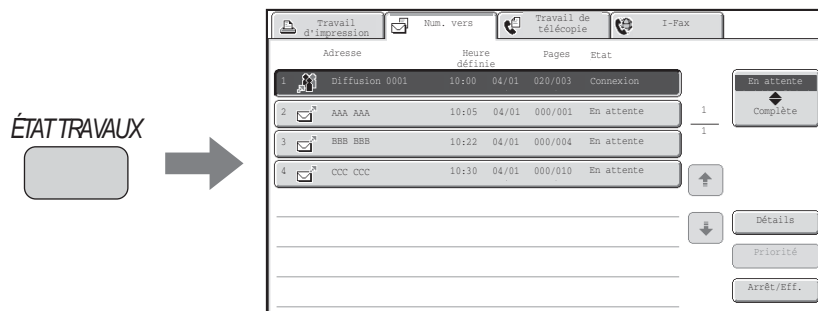 Travail d'impression
Num. vers
Travail de télécopie
I-Fax
Adresse Heure définie Pages Etat
1 Diffusion 0001 10:00 04/01 020/003 Connexion
2 AAA AAA 10:05 04/01 000/001 En attente
3 BBB BBB 10:22 04/01 000/004 En attente
4 CCC CCC 10:30 04/01 000/010 En attente
1
1
En attente
Complète
Détails
Priorité
Arrêt/Eff.
ÉTAT TRAVAUX